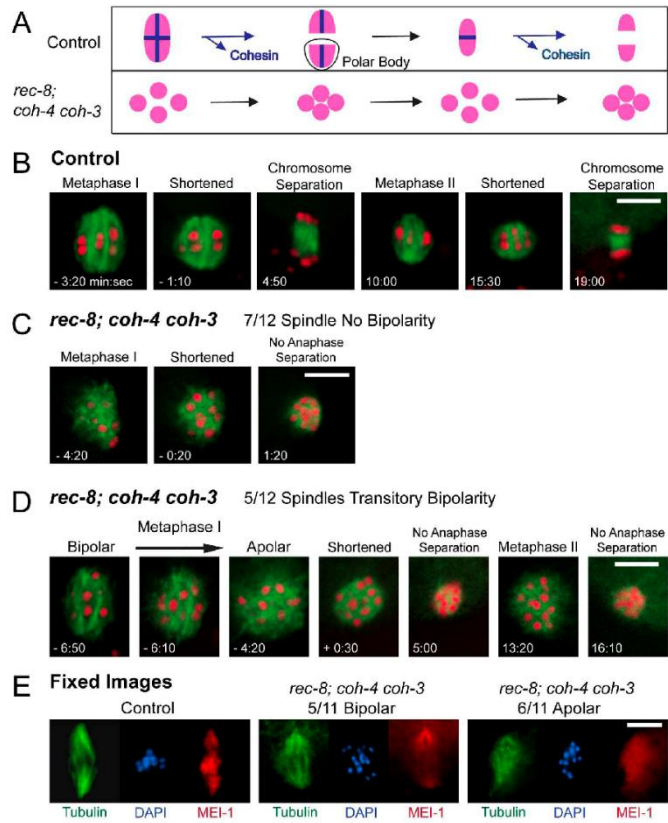 A
Control
Cohesin
Polar Body
Cohesin
rec-8;
coh-4 coh-3
B Control
Metaphase I
Shortened
Chromosome
Separation
Metaphase II
Shortened
Chromosome
Separation
- 3:20 min:sec
- 1:10
4:50
10:00
15:30
19:00
C rec-8; coh-4 coh-3 7/12 Spindle No Bipolarity
Metaphase I
Shortened
No Anaphase
Separation
- 4:20
- 0:20
1:20
D rec-8; coh-4 coh-3 5/12 Spindles Transitory Bipolarity
Metaphase I
Bipolar
Apolar
Shortened
No Anaphase
Separation
Metaphase II
No Anaphase
Separation
- 6:50
- 6:10
- 4:20
+ 0:30
5:00
13:20
16:10
E Fixed Images
Control
rec-8; coh-4 coh-3
5/11 Bipolar
rec-8; coh-4 coh-3
6/11 Apolar
Tubulin DAPI MEI-1
Tubulin DAPI MEI-1
Tubulin DAPI MEI-1